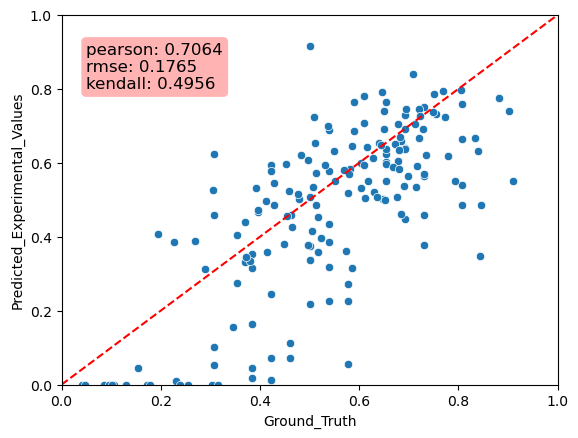 pearson: 0.7064
rmse: 0.1765
kendall: 0.4956
Predicted_Experimental_Values
1.0
0.8
0.6
0.4
0.2
0.0
0.0 0.2 0.4 0.6 0.8 1.0
Ground_Truth